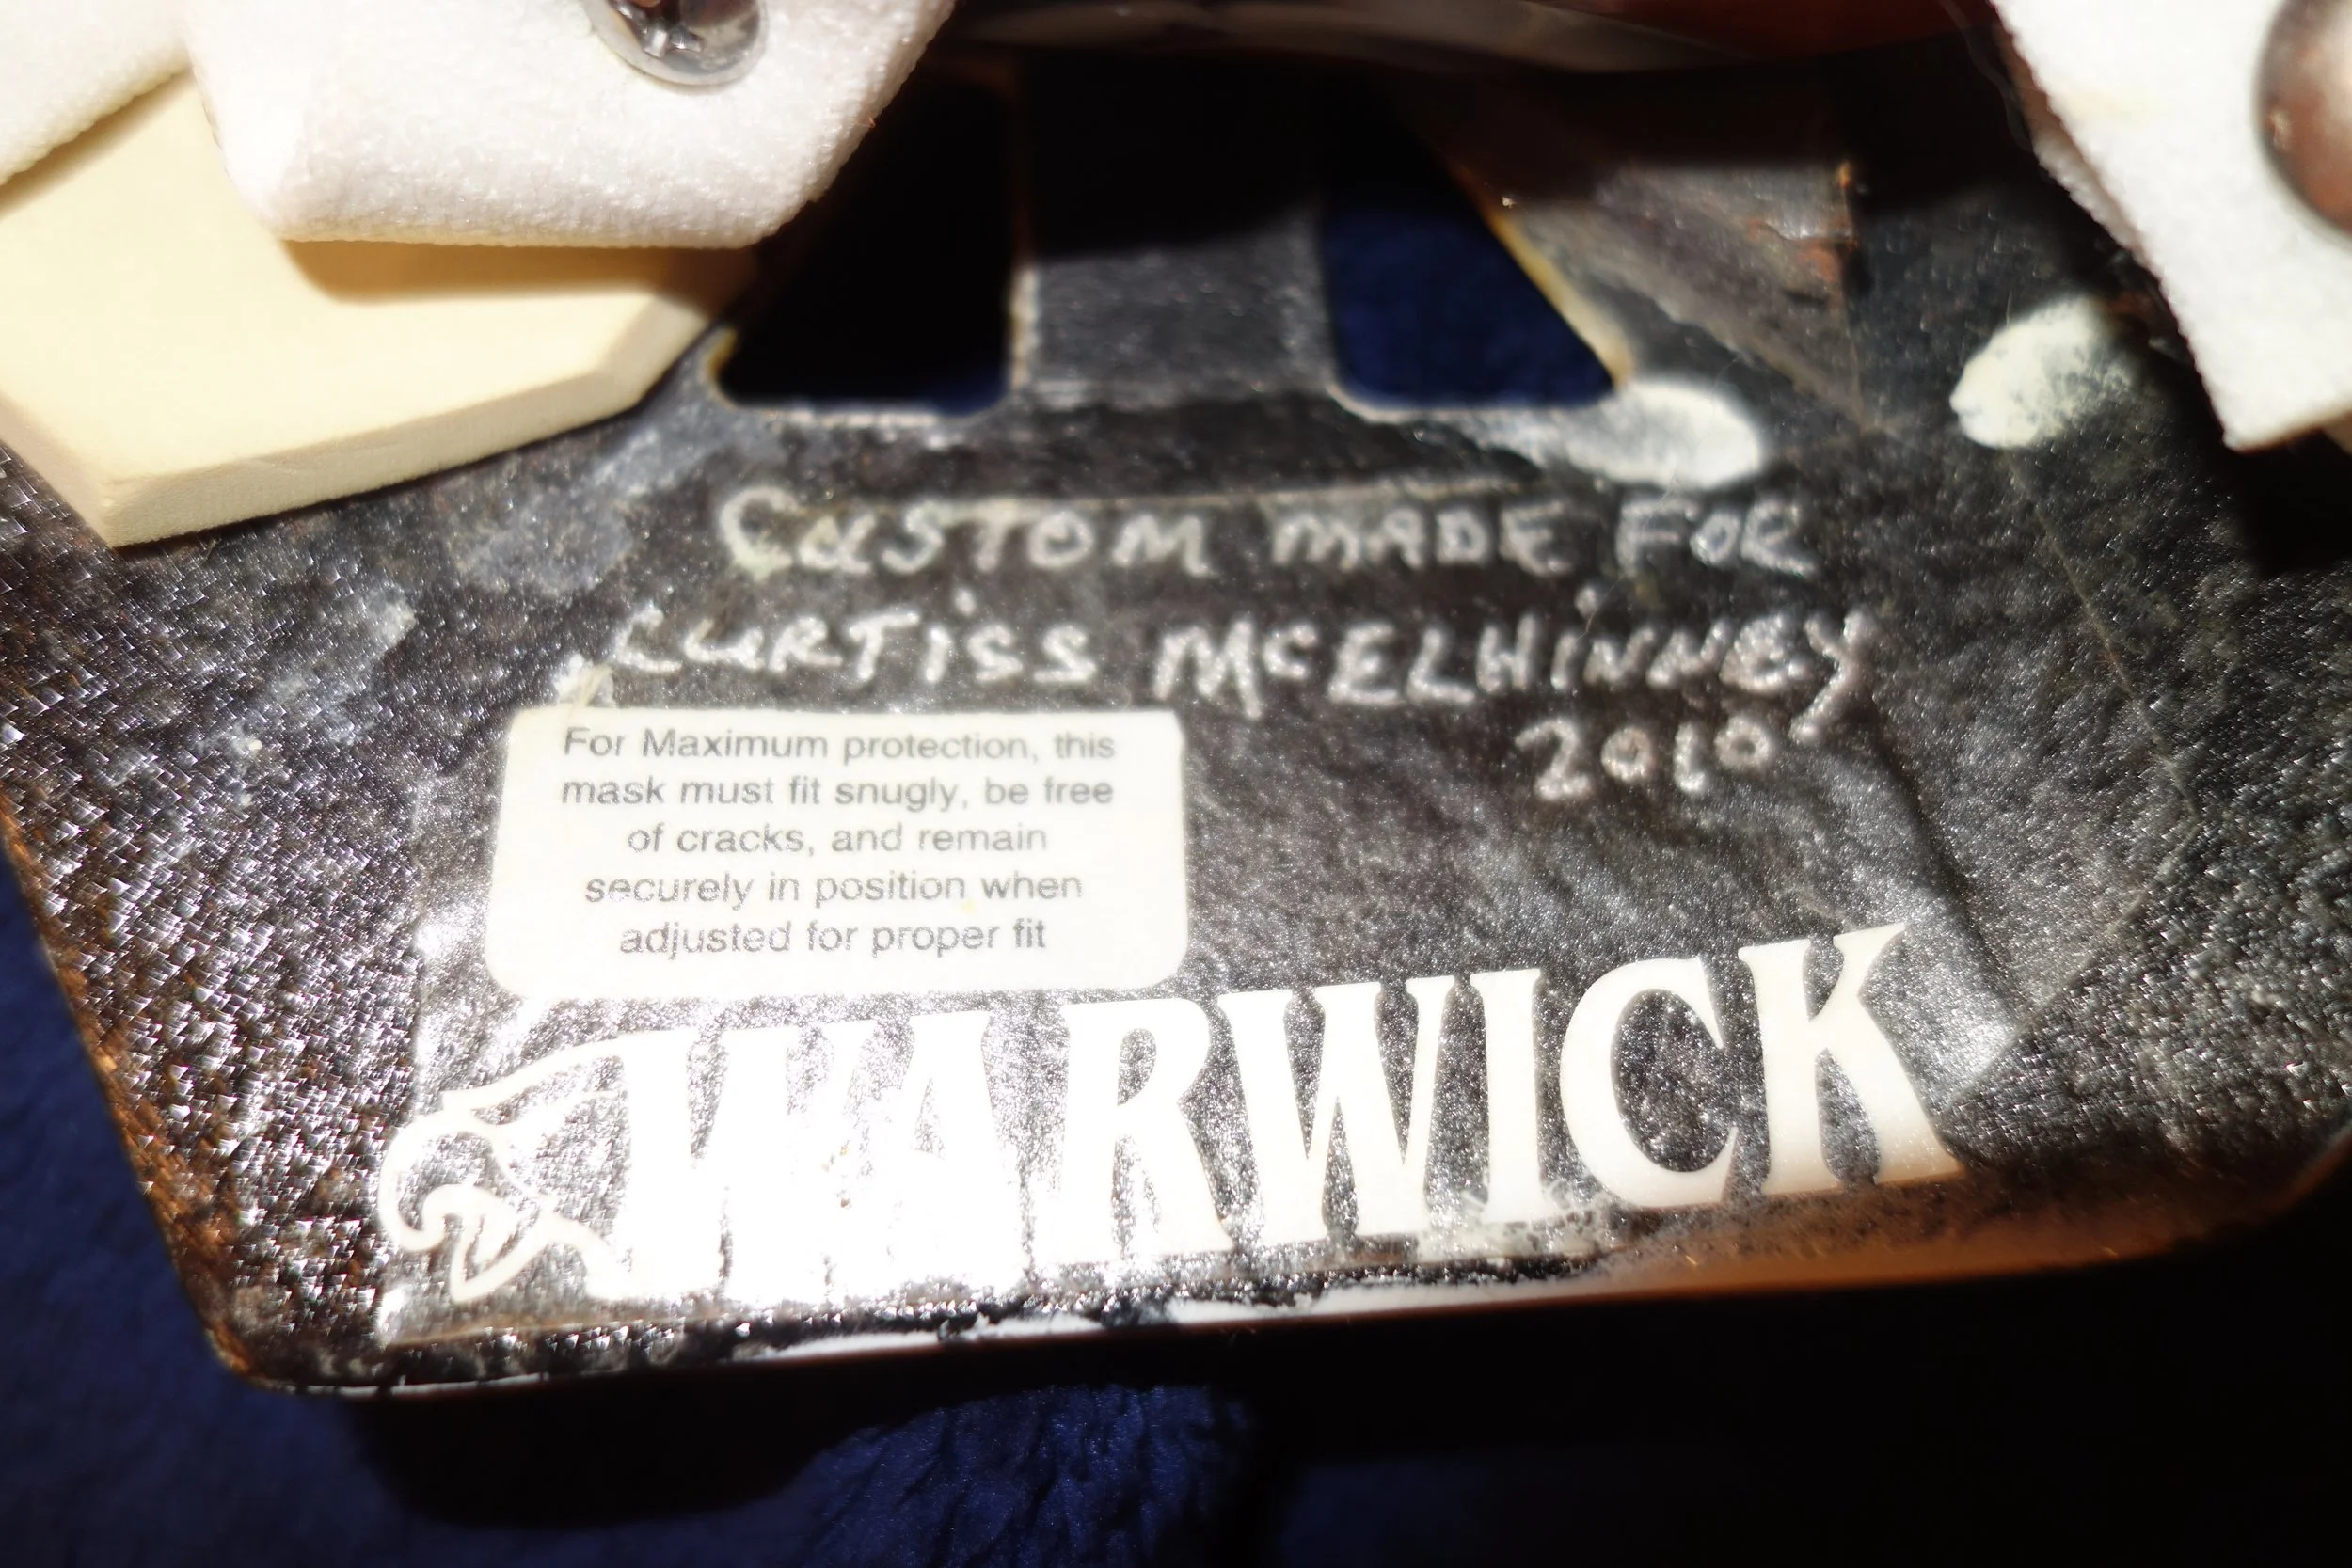 CUSTOM MADE FOR
CURTiSS McELHiNNEY
2010
For Maximum protection, this
mask must fit snugly, be free
of cracks, and remain
securely in position when
adjusted for proper fit
WARWICK